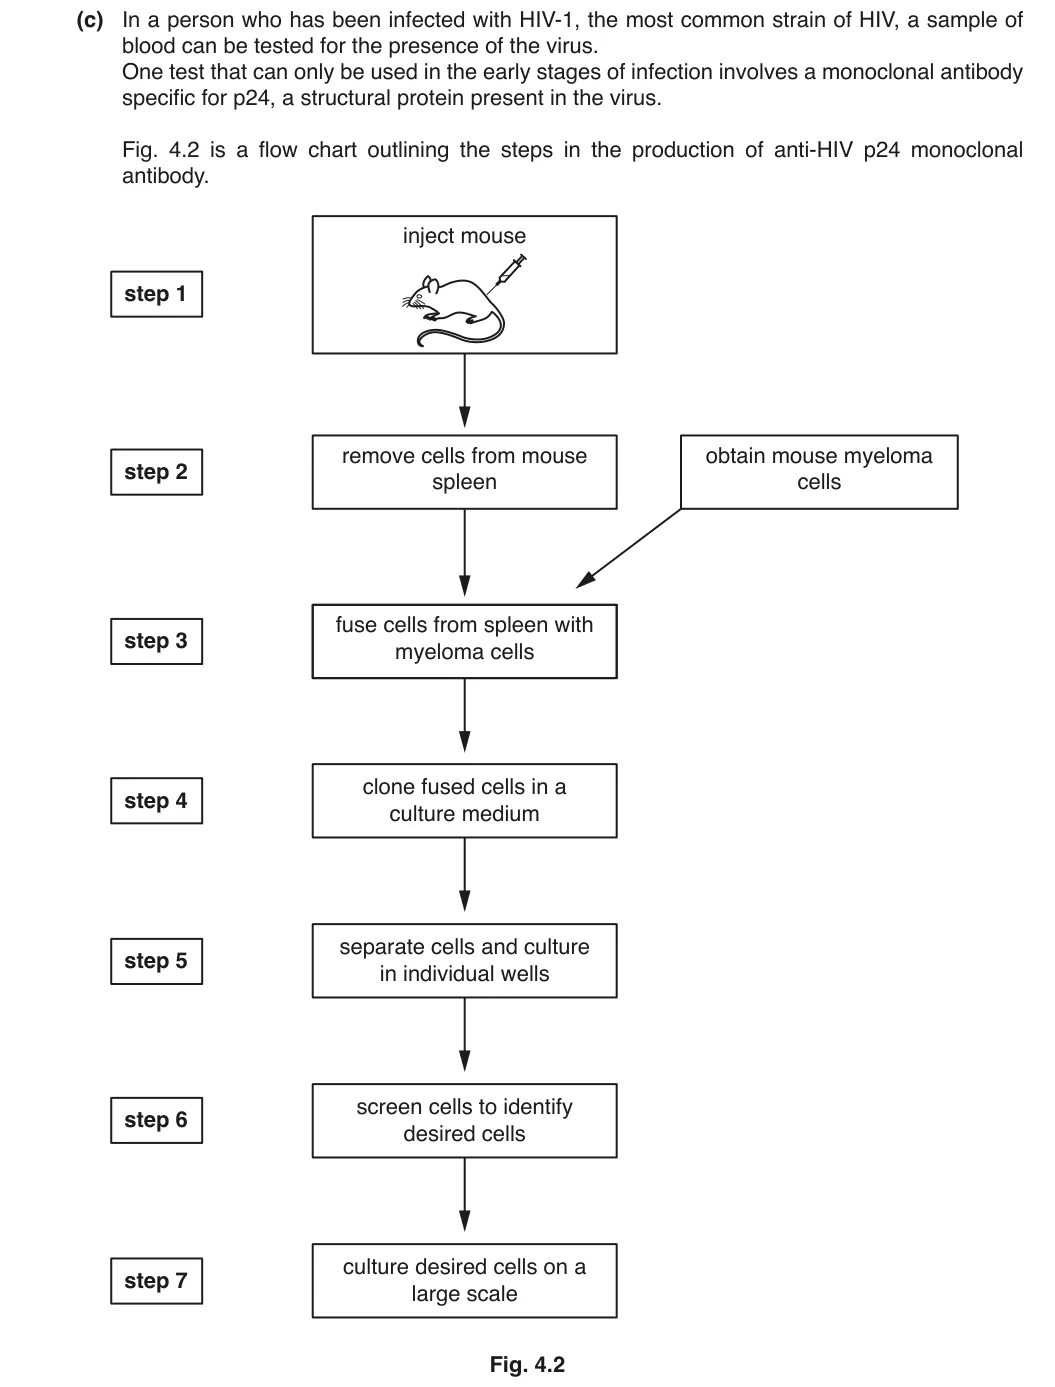 (c) In a person who has been infected with HIV-1, the most common strain of HIV, a sample of
blood can be tested for the presence of the virus.
One test that can only be used in the early stages of infection involves a monoclonal antibody
specific for p24, a structural protein present in the virus.
Fig. 4.2 is a flow chart outlining the steps in the production of anti-HIV p24 monoclonal
antibody.
inject mouse
step 1
step 2
remove cells from mouse
spleen
obtain mouse myeloma
cells
step 3
fuse cells from spleen with
myeloma cells
step 4
clone fused cells in a
culture medium
step 5
separate cells and culture
in individual wells
step 6
screen cells to identify
desired cells
step 7
culture desired cells on a
large scale
Fig. 4.2